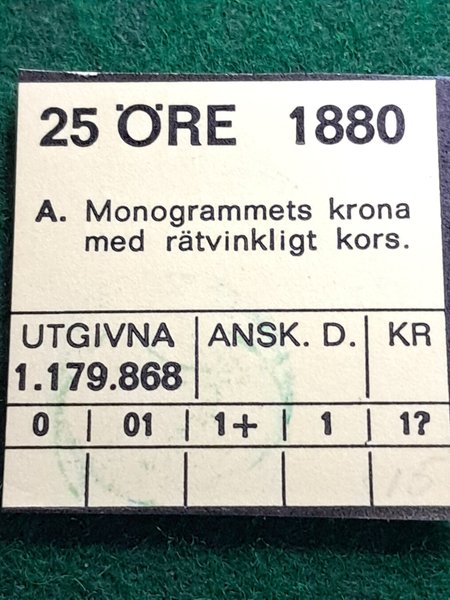 25 ÖRE 1880
A. Monogrammets krona
med rätvinkligt kors.
UTGIVNA | ANSK. D. | KR
1.179.868
0 | 01 | 1+ | 1 | 1?
15